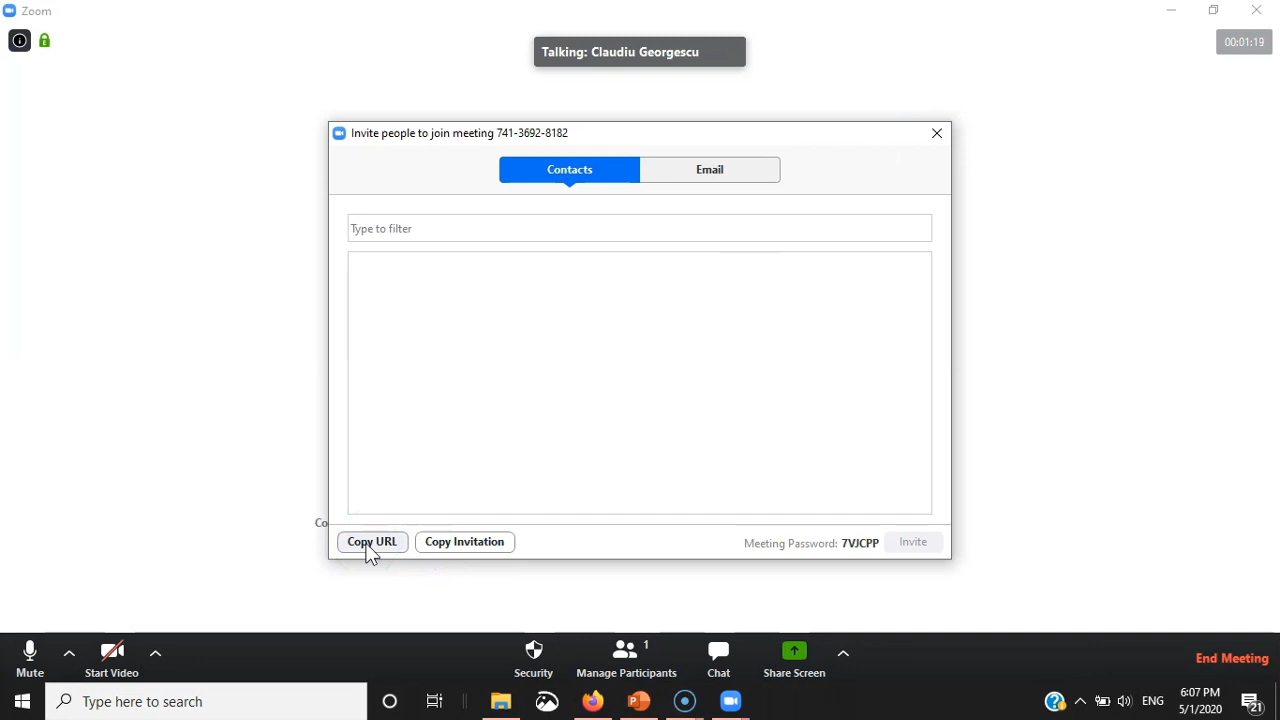 Zoom
Talking: Claudiu Georgescu
00:01:19
Invite people to join meeting 741-3692-8182
Contacts
Email
Type to filter
Co
Copy URL
Copy Invitation
Meeting Password: 7VJCPP
Invite
Mute
Start Video
Security
1
Manage Participants
Chat
Share Screen
End Meeting
Type here to search
ENG
6:07 PM
5/1/2020
21